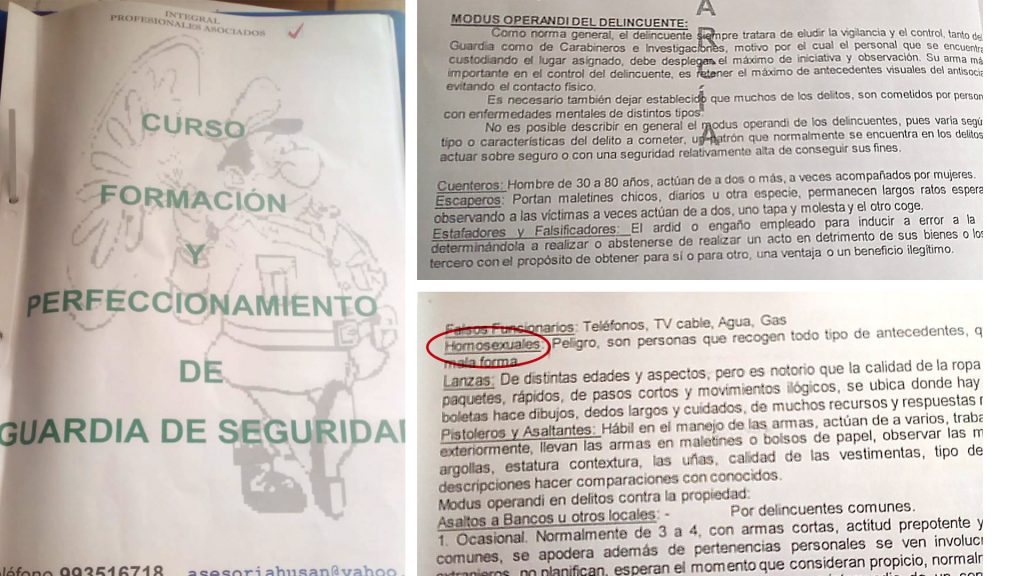 INTEGRAL
PROFESIONALES ASOCIADOS
CURSO
FORMACIÓN
Y
PERFECCIONAMIENTO
DE
GUARDIA DE SEGURIDA
léfono 993516718 asesoriahusan@yahoo.
MODUS OPERANDI DEL DELINCUENTE:
Como norma general, el delincuente siempre tratara de eludir la vigilancia y el control, tanto de
Guardia como de Carabineros e Investigaciones, motivo por el cual el personal que se encuentra
custodiando el lugar asignado, debe desplegar el máximo de iniciativa y observación. Su arma má
importante en el control del delincuente, es retener el máximo de antecedentes visuales del antisocia
evitando el contacto físico.
Es necesario también dejar establecido que muchos de los delitos, son cometidos por person
con enfermedades mentales de distintos tipos.
No es posible describir en general el modus operandi de los delincuentes, pues varia segú
tipo o características del delito a cometer, un patrón que normalmente se encuentra en los delitos
actuar sobre seguro o con una seguridad relativamente alta de conseguir sus fines.
Cuenteros: Hombre de 30 a 80 años, actúan de a dos o más, a veces acompañados por mujeres.
Escaperos: Portan maletines chicos, diarios u otra especie, permanecen largos ratos espera
observando a las víctimas a veces actúan de a dos, uno tapa y molesta y el otro coge.
Estafadores y Falsificadores: El ardid o engaño empleado para inducir a error a la
determinándola a realizar o abstenerse de realizar un acto en detrimento de sus bienes o los
tercero con el propósito de obtener para sí o para otro, una ventaja o un beneficio ilegítimo.
A
R
C
Í
A
Falsos Funcionarios: Teléfonos, TV cable, Agua, Gas
Homosexuales: Peligro, son personas que recogen todo tipo de antecedentes, q
mala forma.
Lanzas: De distintas edades y aspectos, pero es notorio que la calidad de la ropa
paquetes, rápidos, de pasos cortos y movimientos ilógicos, se ubica donde hay
boletas hace dibujos, dedos largos y cuidados, de muchos recursos y respuestas
Pistoleros y Asaltantes: Hábil en el manejo de las armas, actúan de a varios, traba
exteriormente, llevan las armas en maletines o bolsos de papel, observar las m
argollas, estatura contextura, las uñas, calidad de las vestimentas, tipo de
descripciones hacer comparaciones con conocidos.
Modus operandi en delitos contra la propiedad:
Asaltos a Bancos u otros locales: - Por delincuentes comunes.
1. Ocasional. Normalmente de 3 a 4, con armas cortas, actitud prepotente y
comunes, se apodera además de pertenencias personales se ven involuc
extranjeros, no planifican, esperan el momento que consideran propicio, normalr